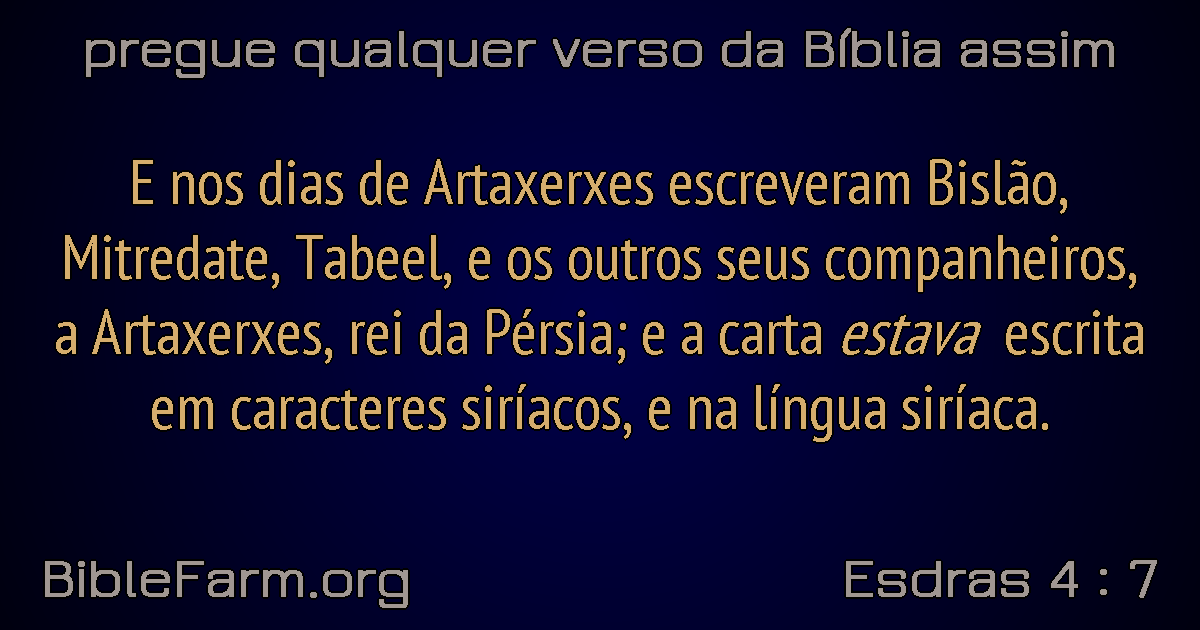 pregue qualquer verso da Bíblia assim
E nos dias de Artaxerxes escreveram Bislão,
Mitredate, Tabeel, e os outros seus companheiros,
a Artaxerxes, rei da Pérsia; e a carta estava escrita
em caracteres siríacos, e na língua siríaca.
BibleFarm.org
Esdras 4 : 7